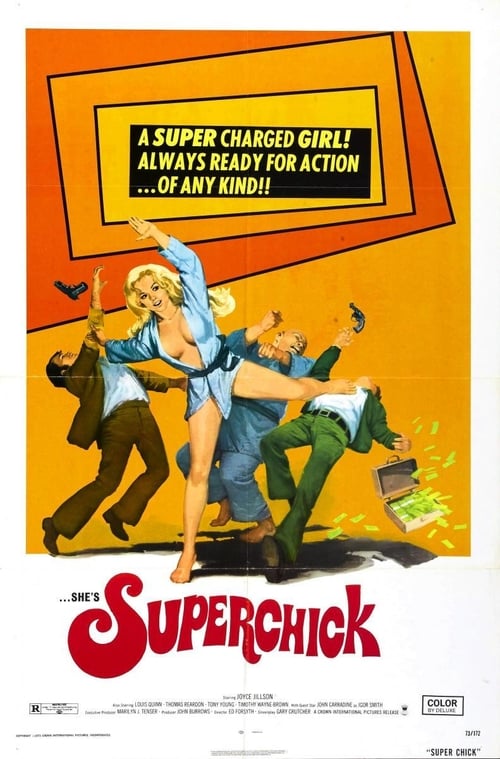 A SUPER CHARGED GIRL!
ALWAYS READY FOR ACTION
...OF ANY KIND!!
...SHE'S
SUPERCHICK
Starring JOYCE JILLSON
Also Starring LOUIS QUINN · THOMAS REARDON · TONY YOUNG · TIMOTHY WAYNE-BROWN · With Guest Star JOHN CARRADINE as IGOR SMITH
Executive Producer MARILYN J. TENSER · Producer JOHN BURROWS · Director ED FORSYTH · Screenplay GARY CRUTCHER · A CROWN INTERNATIONAL PICTURES RELEASE
R
COLOR
BY DELUXE
73/172
"SUPER CHICK"